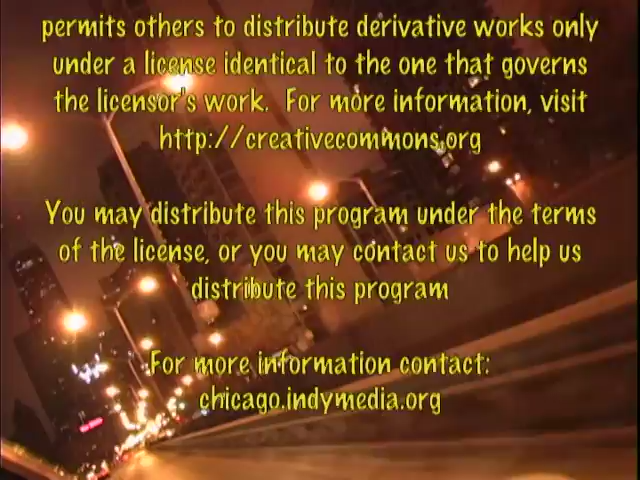 permits others to distribute derivative works only
under a license identical to the one that governs
the licensor's work. For more information, visit
http://creativecommons.org
You may distribute this program under the terms
of the license, or you may contact us to help us
distribute this program
For more information contact:
chicago.indymedia.org